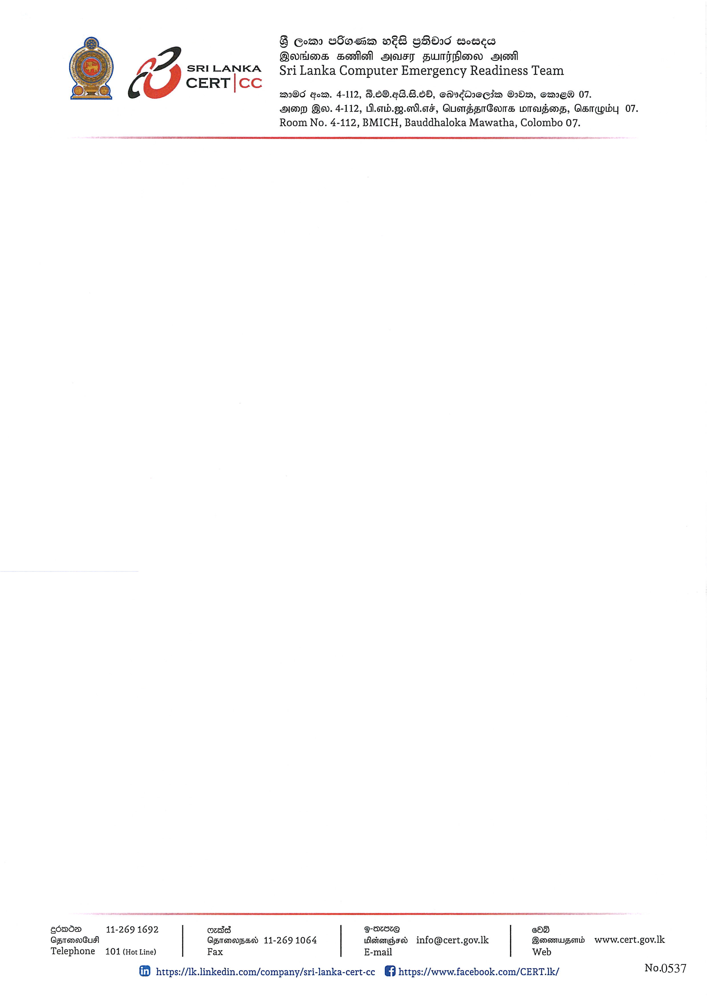 SRI LANKA
CERT|CC
ශ්‍රී ලංකා පරිගණක හදිසි ප්‍රතිචාර සංසදය
இலங்கை கணினி அவசர தயார்நிலை அணி
Sri Lanka Computer Emergency Readiness Team
කාමර අංක. 4-112, බී.එම්.අයි.සි.එච්, බෞද්ධාලෝක මාවත, කොළඹ 07.
அறை இல. 4-112, பி.எம்.ஐ.ஸி.எச், பௌத்தாலோக மாவத்தை, கொழும்பு 07.
Room No. 4-112, BMICH, Bauddhaloka Mawatha, Colombo 07.
දුරකථන 11-269 1692
தொலைபேசி
Telephone 101 (Hot Line)
ෆැක්ස්
தொலைநகல் 11-269 1064
Fax
ඉ-තැපැල
மின்னஞ்சல் info@cert.gov.lk
E-mail
වෙබ්
இணையதளம் www.cert.gov.lk
Web
https://lk.linkedin.com/company/sri-lanka-cert-cc https://www.facebook.com/CERT.lk/
No.0537